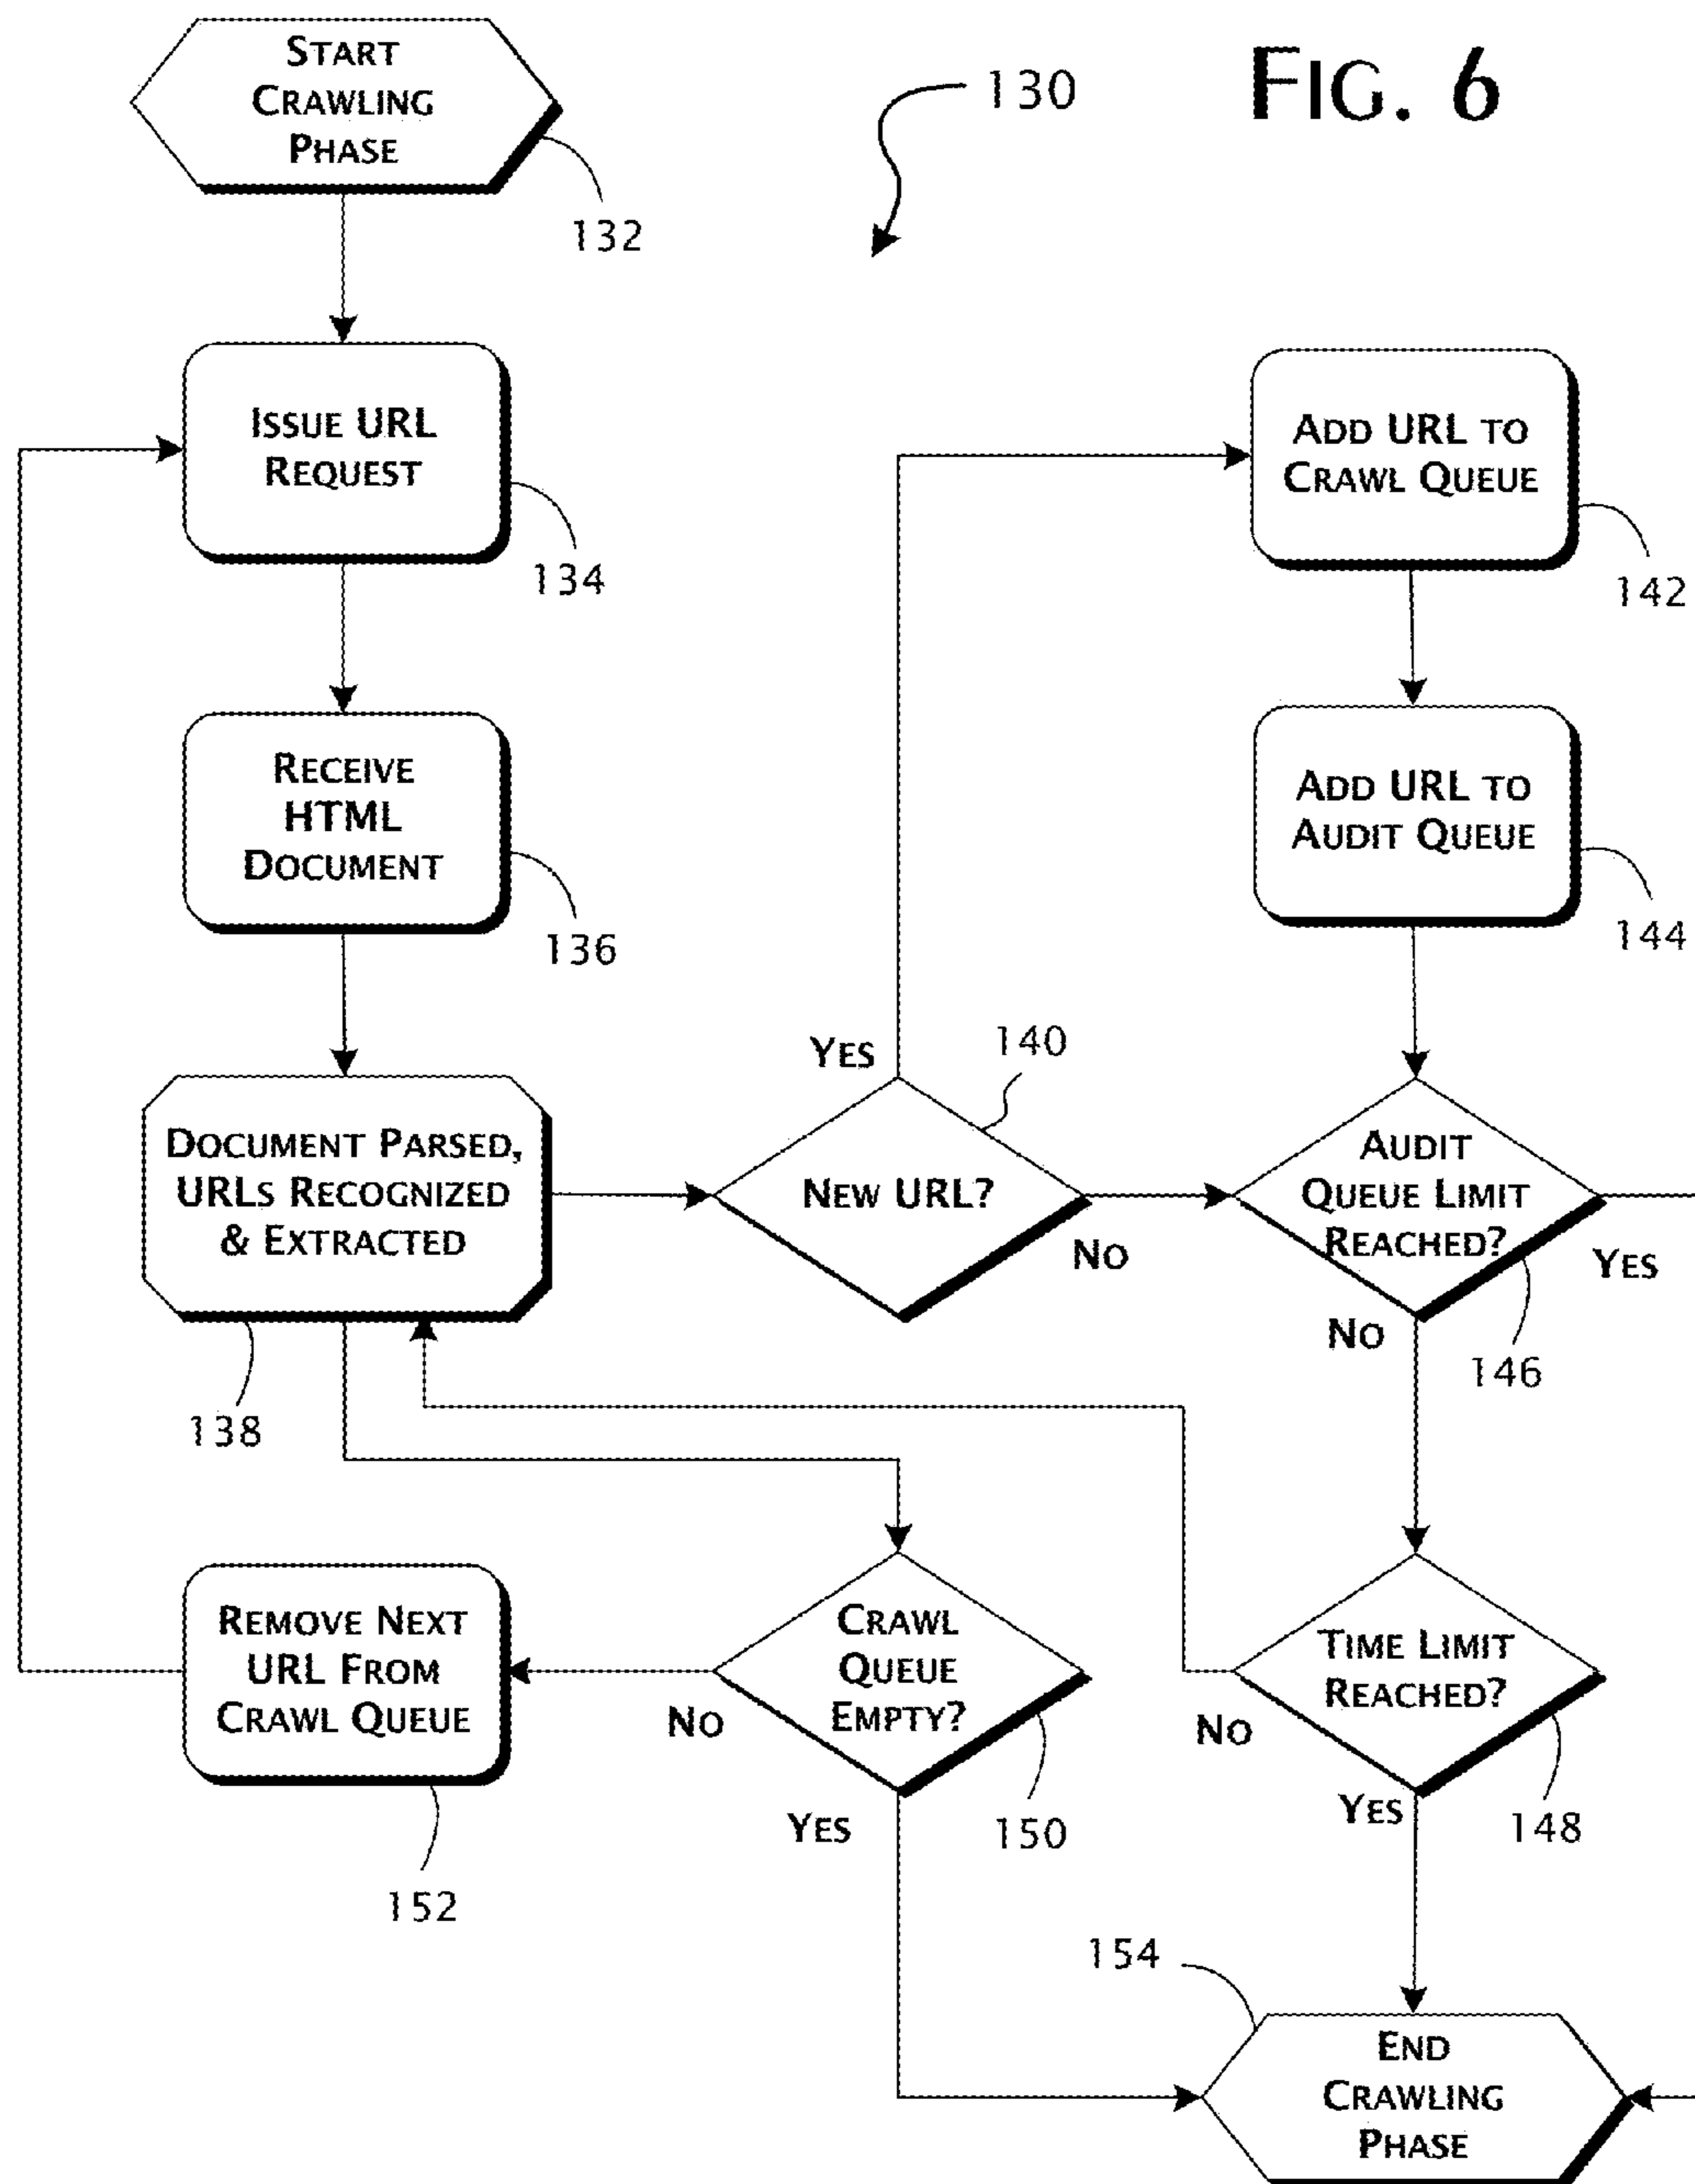 FIG. 6
130
START
CRAWLING
PHASE
132
ISSUE URL
REQUEST
134
RECEIVE
HTML
DOCUMENT
136
DOCUMENT PARSED,
URLS RECOGNIZED
& EXTRACTED
138
NEW URL?
140
YES
NO
ADD URL TO
CRAWL QUEUE
142
ADD URL TO
AUDIT QUEUE
144
AUDIT
QUEUE LIMIT
REACHED?
YES
NO
146
TIME LIMIT
REACHED?
NO
YES
148
CRAWL
QUEUE
EMPTY?
NO
YES
150
REMOVE NEXT
URL FROM
CRAWL QUEUE
152
154
END
CRAWLING
PHASE